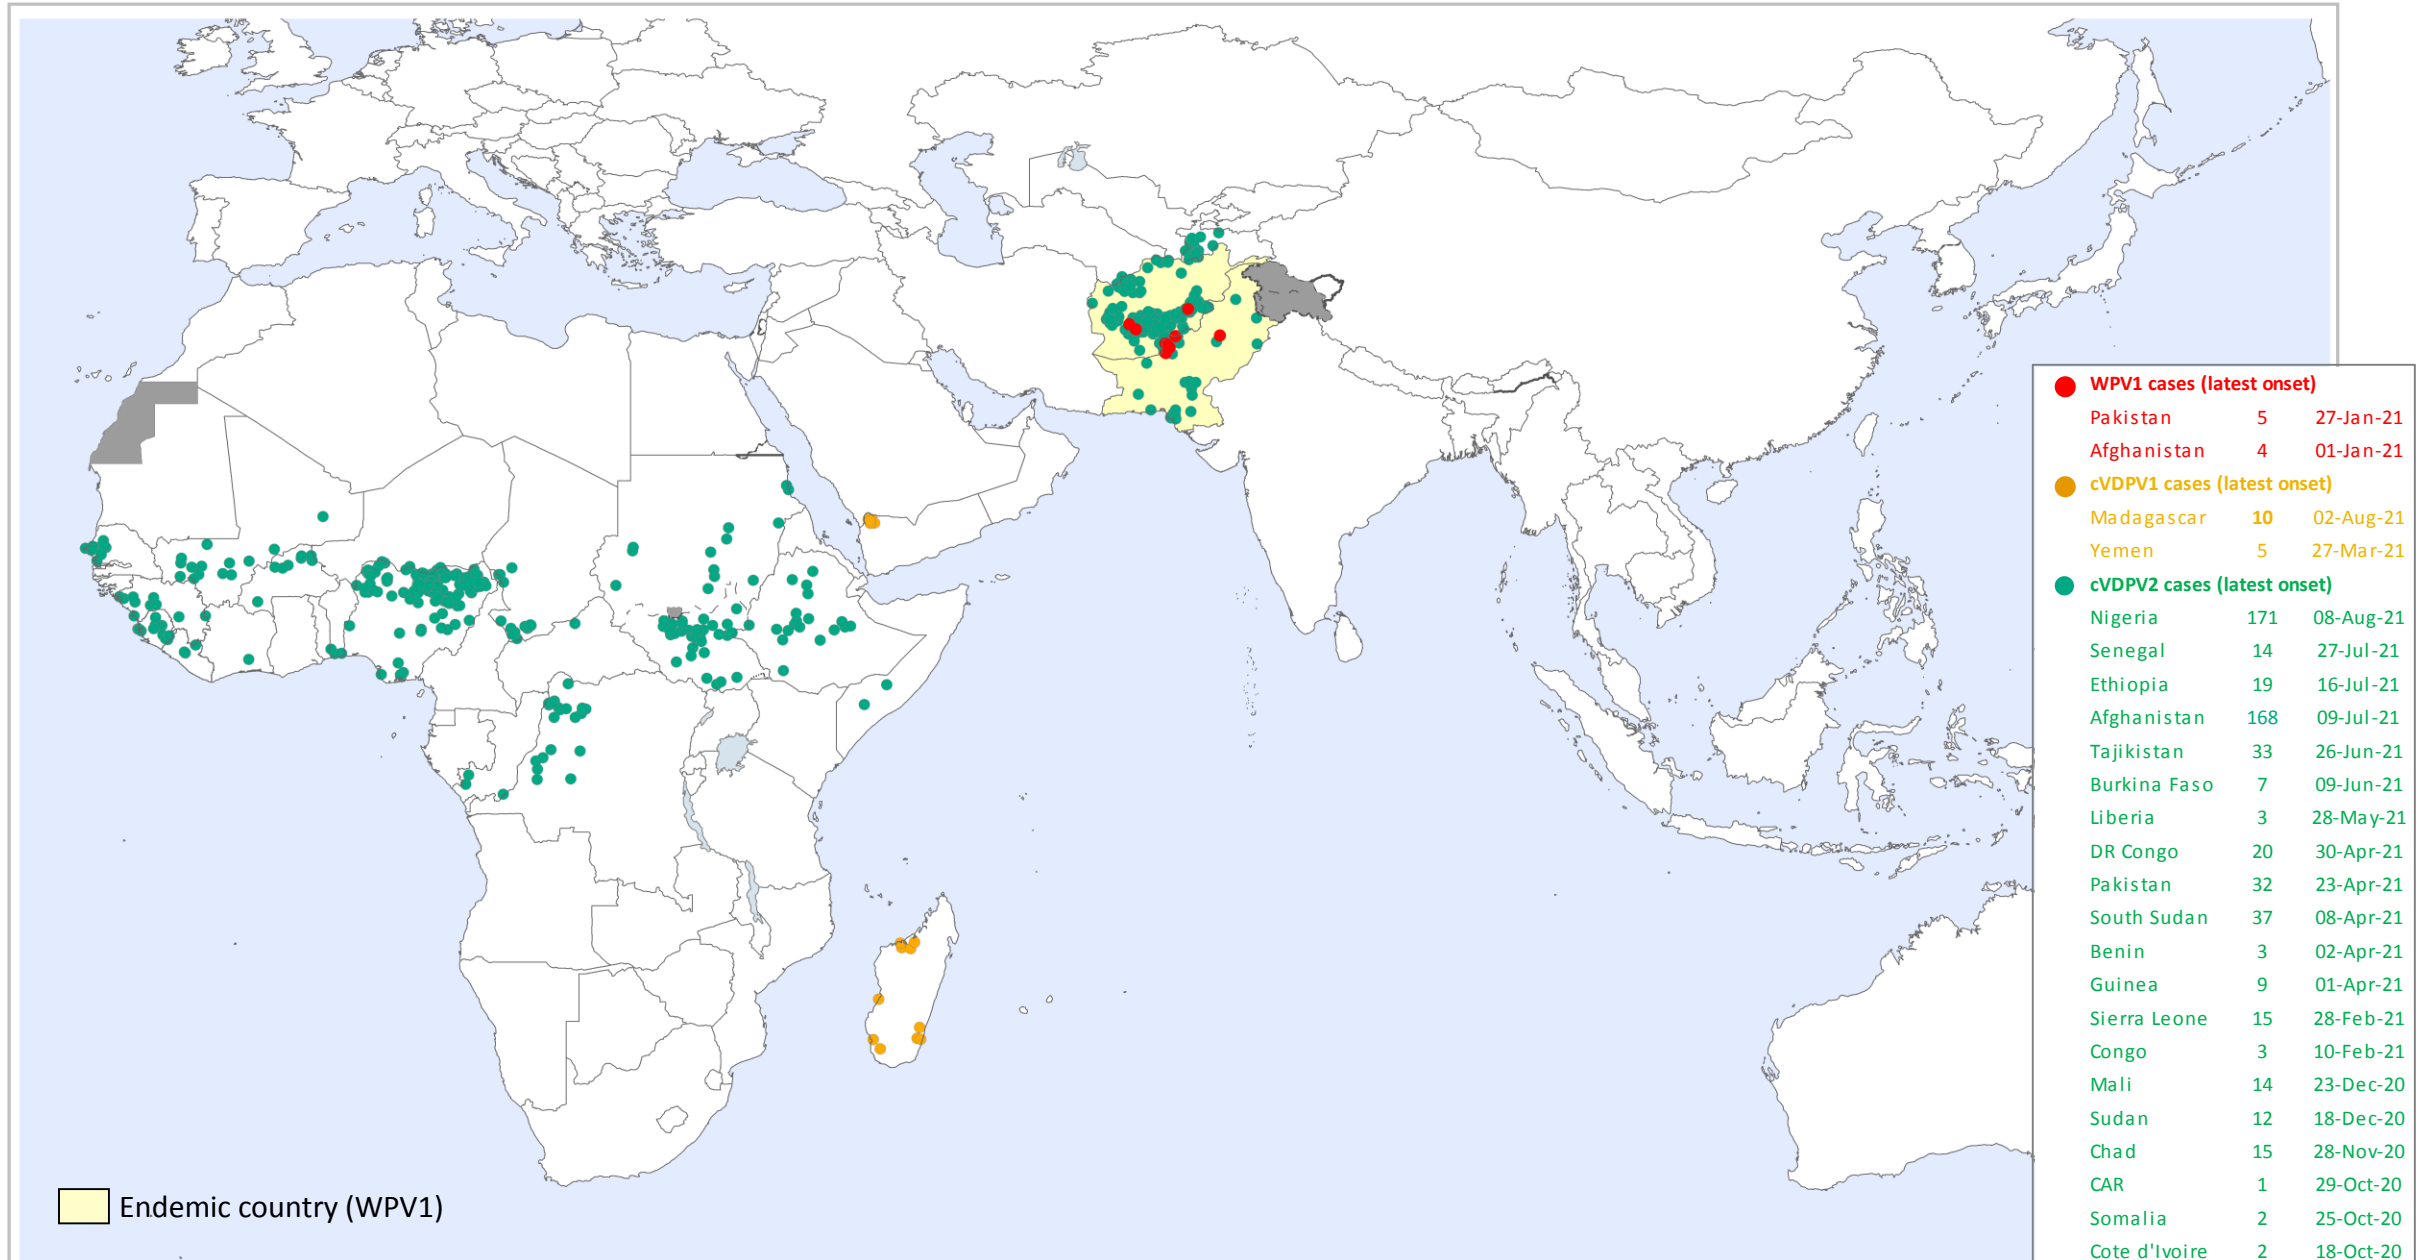 WPV1 cases (latest onset)
Pakistan 5 27-Jan-21
Afghanistan 4 01-Jan-21
cVDPV1 cases (latest onset)
Madagascar 10 02-Aug-21
Yemen 5 27-Mar-21
cVDPV2 cases (latest onset)
Nigeria 171 08-Aug-21
Senegal 14 27-Jul-21
Ethiopia 19 16-Jul-21
Afghanistan 168 09-Jul-21
Tajikistan 33 26-Jun-21
Burkina Faso 7 09-Jun-21
Liberia 3 28-May-21
DR Congo 20 30-Apr-21
Pakistan 32 23-Apr-21
South Sudan 37 08-Apr-21
Benin 3 02-Apr-21
Guinea 9 01-Apr-21
Sierra Leone 15 28-Feb-21
Congo 3 10-Feb-21
Mali 14 23-Dec-20
Sudan 12 18-Dec-20
Chad 15 28-Nov-20
CAR 1 29-Oct-20
Somalia 2 25-Oct-20
Cote d'Ivoire 2 18-Oct-20
Endemic country (WPV1)